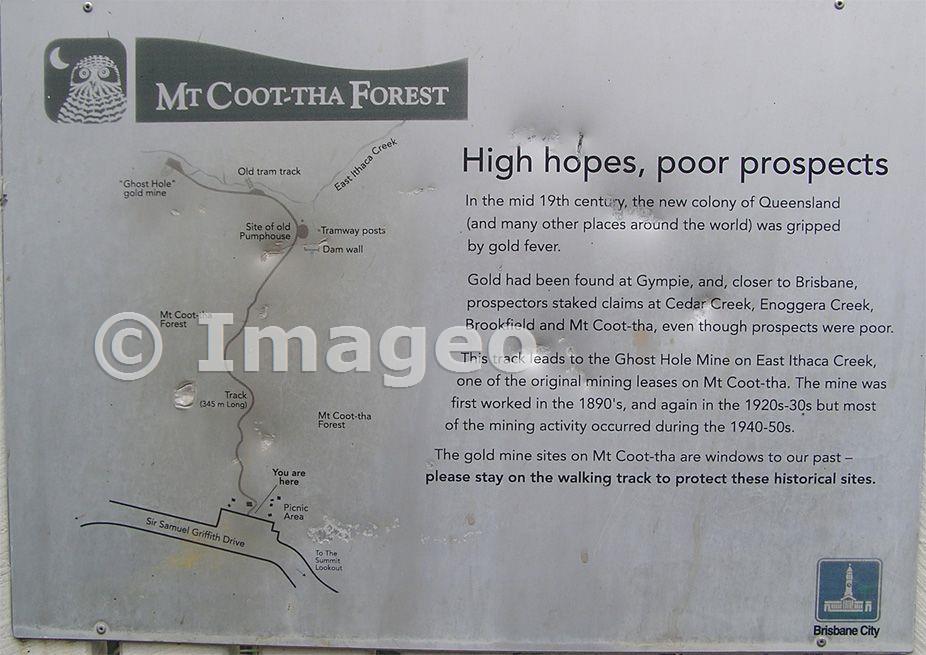 MT COOT-THA FOREST
East Ithaca Creek
Old tram track
"Ghost Hole"
gold mine
Site of old
Pumphouse
Tramway posts
Dam wall
Mt Coot-tha
Forest
Track
(345 m Long)
Mt Coot-tha
Forest
You are
here
Picnic
Area
Sir Samuel Griffith Drive
To The
Summit
Lookout
High hopes, poor prospects
In the mid 19th century, the new colony of Queensland
(and many other places around the world) was gripped
by gold fever.
Gold had been found at Gympie, and, closer to Brisbane,
prospectors staked claims at Cedar Creek, Enoggera Creek,
Brookfield and Mt Coot-tha, even though prospects were poor.
This track leads to the Ghost Hole Mine on East Ithaca Creek,
one of the original mining leases on Mt Coot-tha. The mine was
first worked in the 1890's, and again in the 1920s-30s but most
of the mining activity occurred during the 1940-50s.
The gold mine sites on Mt Coot-tha are windows to our past –
please stay on the walking track to protect these historical sites.
Brisbane City
© Imageo